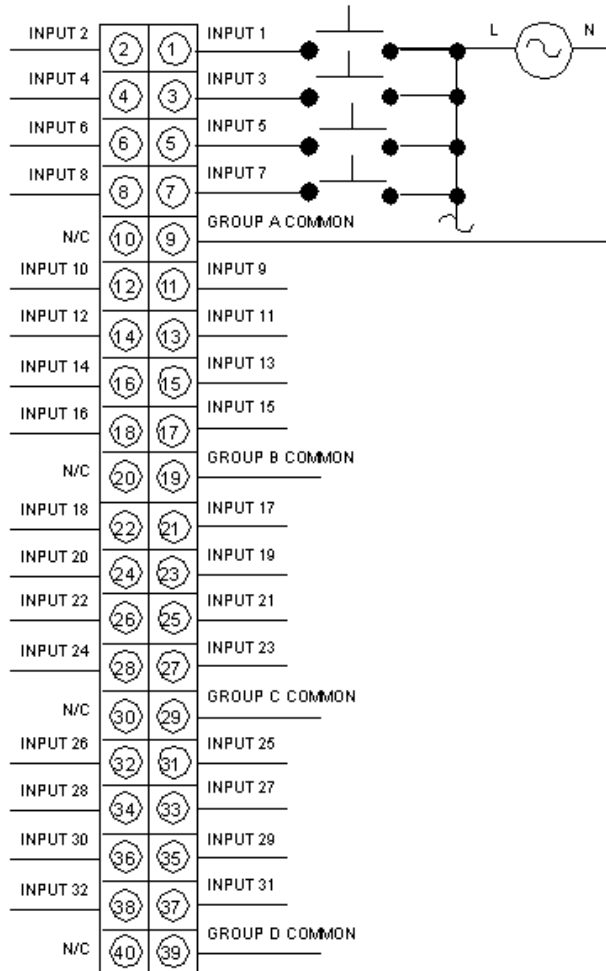 INPUT 2 2 1 INPUT 1 L N
INPUT 4 4 3 INPUT 3
INPUT 6 6 5 INPUT 5
INPUT 8 8 7 INPUT 7
N/C 10 9 GROUP A COMMON
INPUT 10 12 11 INPUT 9
INPUT 12 14 13 INPUT 11
INPUT 14 16 15 INPUT 13
INPUT 16 18 17 INPUT 15
N/C 20 19 GROUP B COMMON
INPUT 18 22 21 INPUT 17
INPUT 20 24 23 INPUT 19
INPUT 22 26 25 INPUT 21
INPUT 24 28 27 INPUT 23
N/C 30 29 GROUP C COMMON
INPUT 26 32 31 INPUT 25
INPUT 28 34 33 INPUT 27
INPUT 30 36 35 INPUT 29
INPUT 32 38 37 INPUT 31
N/C 40 39 GROUP D COMMON